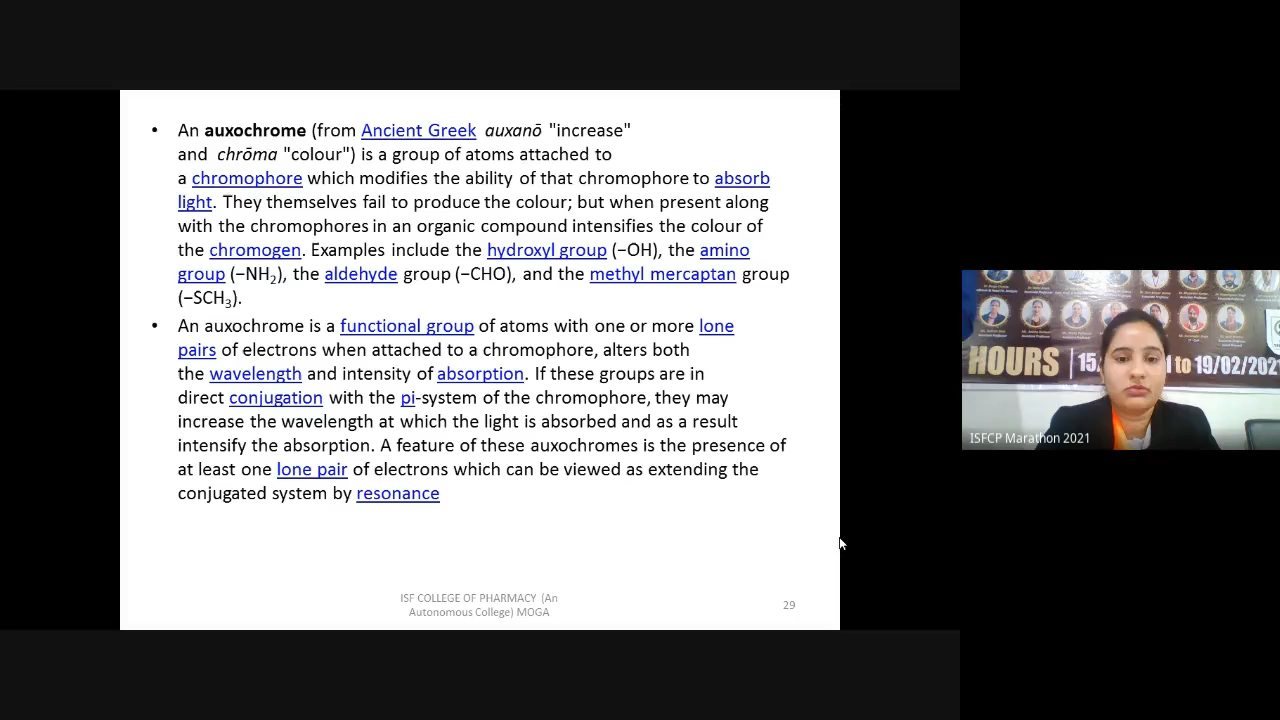 • An auxochrome (from Ancient Greek auxanō "increase"
and chrōma "colour") is a group of atoms attached to
a chromophore which modifies the ability of that chromophore to absorb
light. They themselves fail to produce the colour; but when present along
with the chromophores in an organic compound intensifies the colour of
the chromogen. Examples include the hydroxyl group (−OH), the amino
group (−NH₂), the aldehyde group (−CHO), and the methyl mercaptan group
(−SCH₃).
• An auxochrome is a functional group of atoms with one or more lone
pairs of electrons when attached to a chromophore, alters both
the wavelength and intensity of absorption. If these groups are in
direct conjugation with the pi-system of the chromophore, they may
increase the wavelength at which the light is absorbed and as a result
intensify the absorption. A feature of these auxochromes is the presence of
at least one lone pair of electrons which can be viewed as extending the
conjugated system by resonance
ISF COLLEGE OF PHARMACY (An
Autonomous College) MOGA
29
HOURS 15. to 19/02/2021
ISFCP Marathon 2021